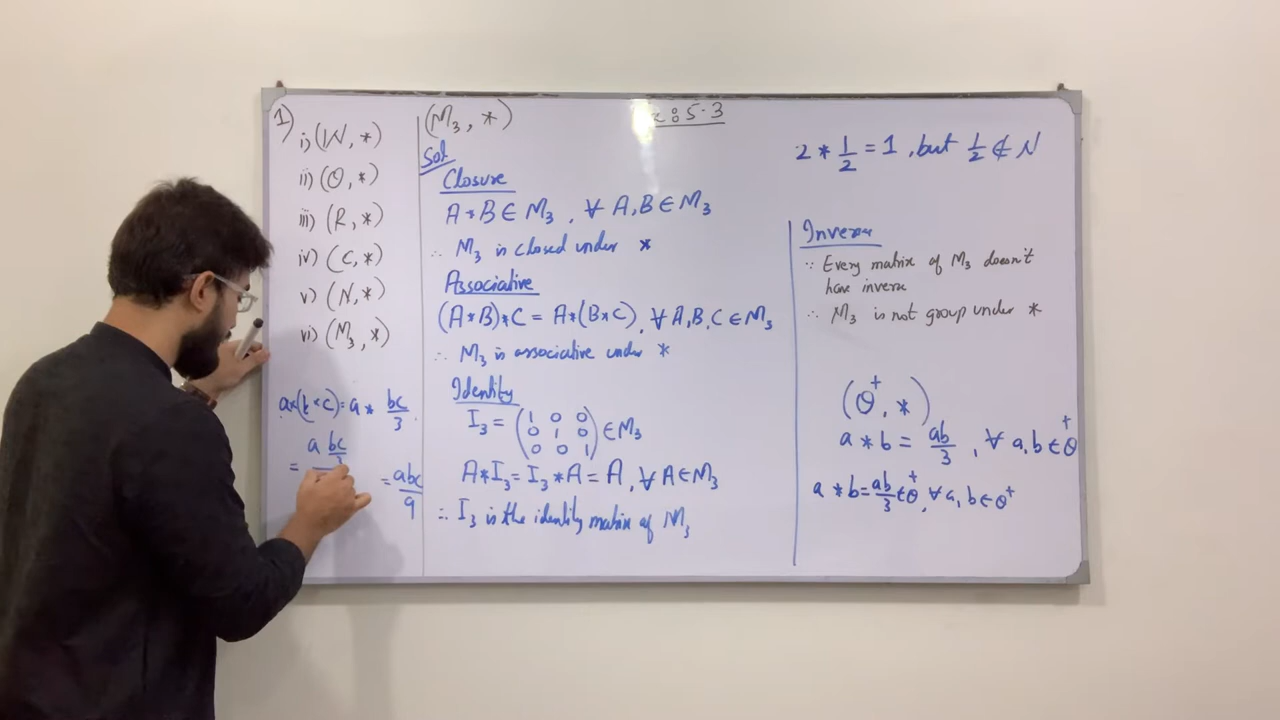 1)
i) (W, *)
ii) (Θ, *)
iii) (R, *)
iv) (C, *)
v) (N, *)
vi) (M₃, *)
a*(b*c)=a * bc/3
= a bc/3
= abc/9
(M₃, *)
: 5.3
Sol
Closure
A*B ∈ M₃ , ∀ A,B ∈ M₃
∴ M₃ is closed under *
Associative
(A*B)*C = A*(B*C), ∀ A,B,C ∈ M₃
∴ M₃ is associative under *
Identity
I₃ = (1 0 0
0 1 0
0 0 1) ∈ M₃
A*I₃ = I₃*A = A, ∀ A ∈ M₃
∴ I₃ is the identity matrix of M₃
2 * 1/2 = 1 , but 1/2 ∉ N
Inverse
∵ Every matrix of M₃ doesn't
have inverse
∴ M₃ is not group under *
(Θ⁺, *)
a * b = ab/3 , ∀ a,b ∈ Θ⁺
a * b = ab/3 ∈ Θ⁺, ∀ a, b ∈ Θ⁺